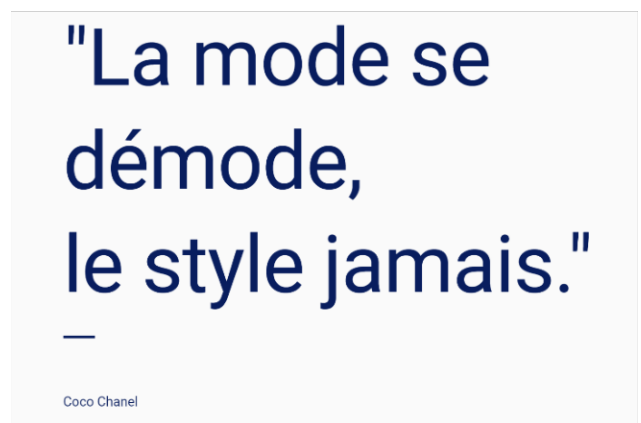 "La mode se
démode,
le style jamais."
—
Coco Chanel